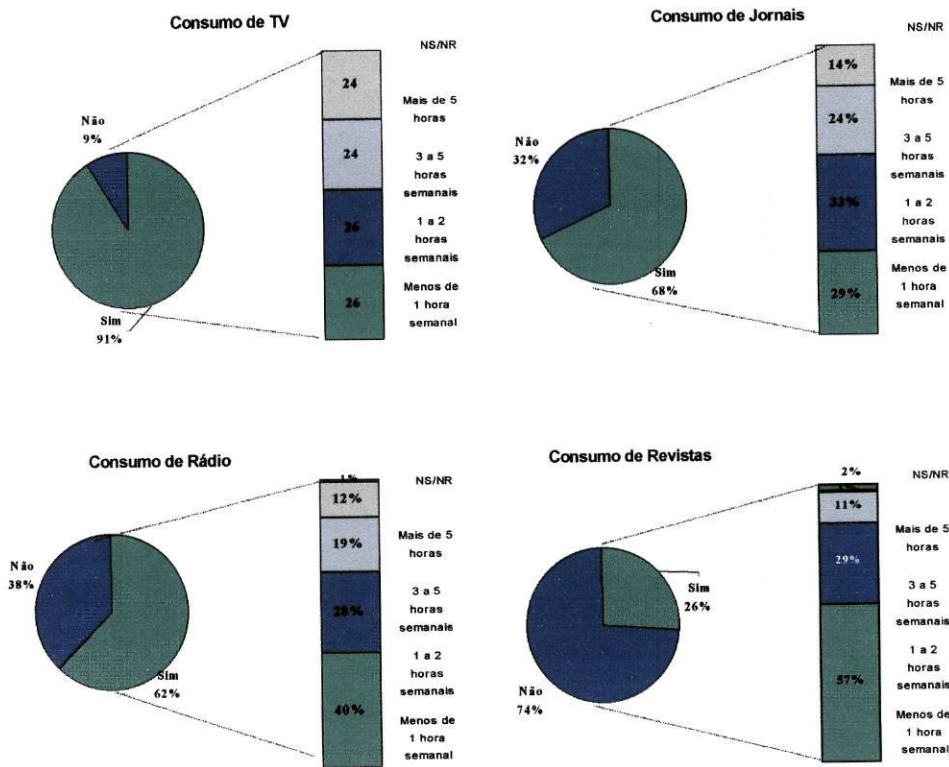 Consumo de TV
NS/NR
24
Mais de 5
horas
Não
9%
24
3 a 5
horas
semanais
26
1 a 2
horas
semanais
26
Menos de
1 hora
semanal
Sim
91%
Consumo de Jornais
NS/NR
14%
Mais de 5
horas
Não
32%
24%
3 a 5
horas
semanais
33%
1 a 2
horas
semanais
Sim
68%
29%
Menos de
1 hora
semanal
Consumo de Rádio
1%
NS/NR
12%
Mais de 5
horas
Não
38%
19%
3 a 5
horas
semanais
28%
1 a 2
horas
semanais
Sim
62%
40%
Menos de
1 hora
semanal
Consumo de Revistas
2%
NS/NR
11%
Mais de 5
horas
29%
Sim
26%
3 a 5
horas
semanais
1 a 2
horas
semanais
57%
Não
74%
Menos de
1 hora
semanal